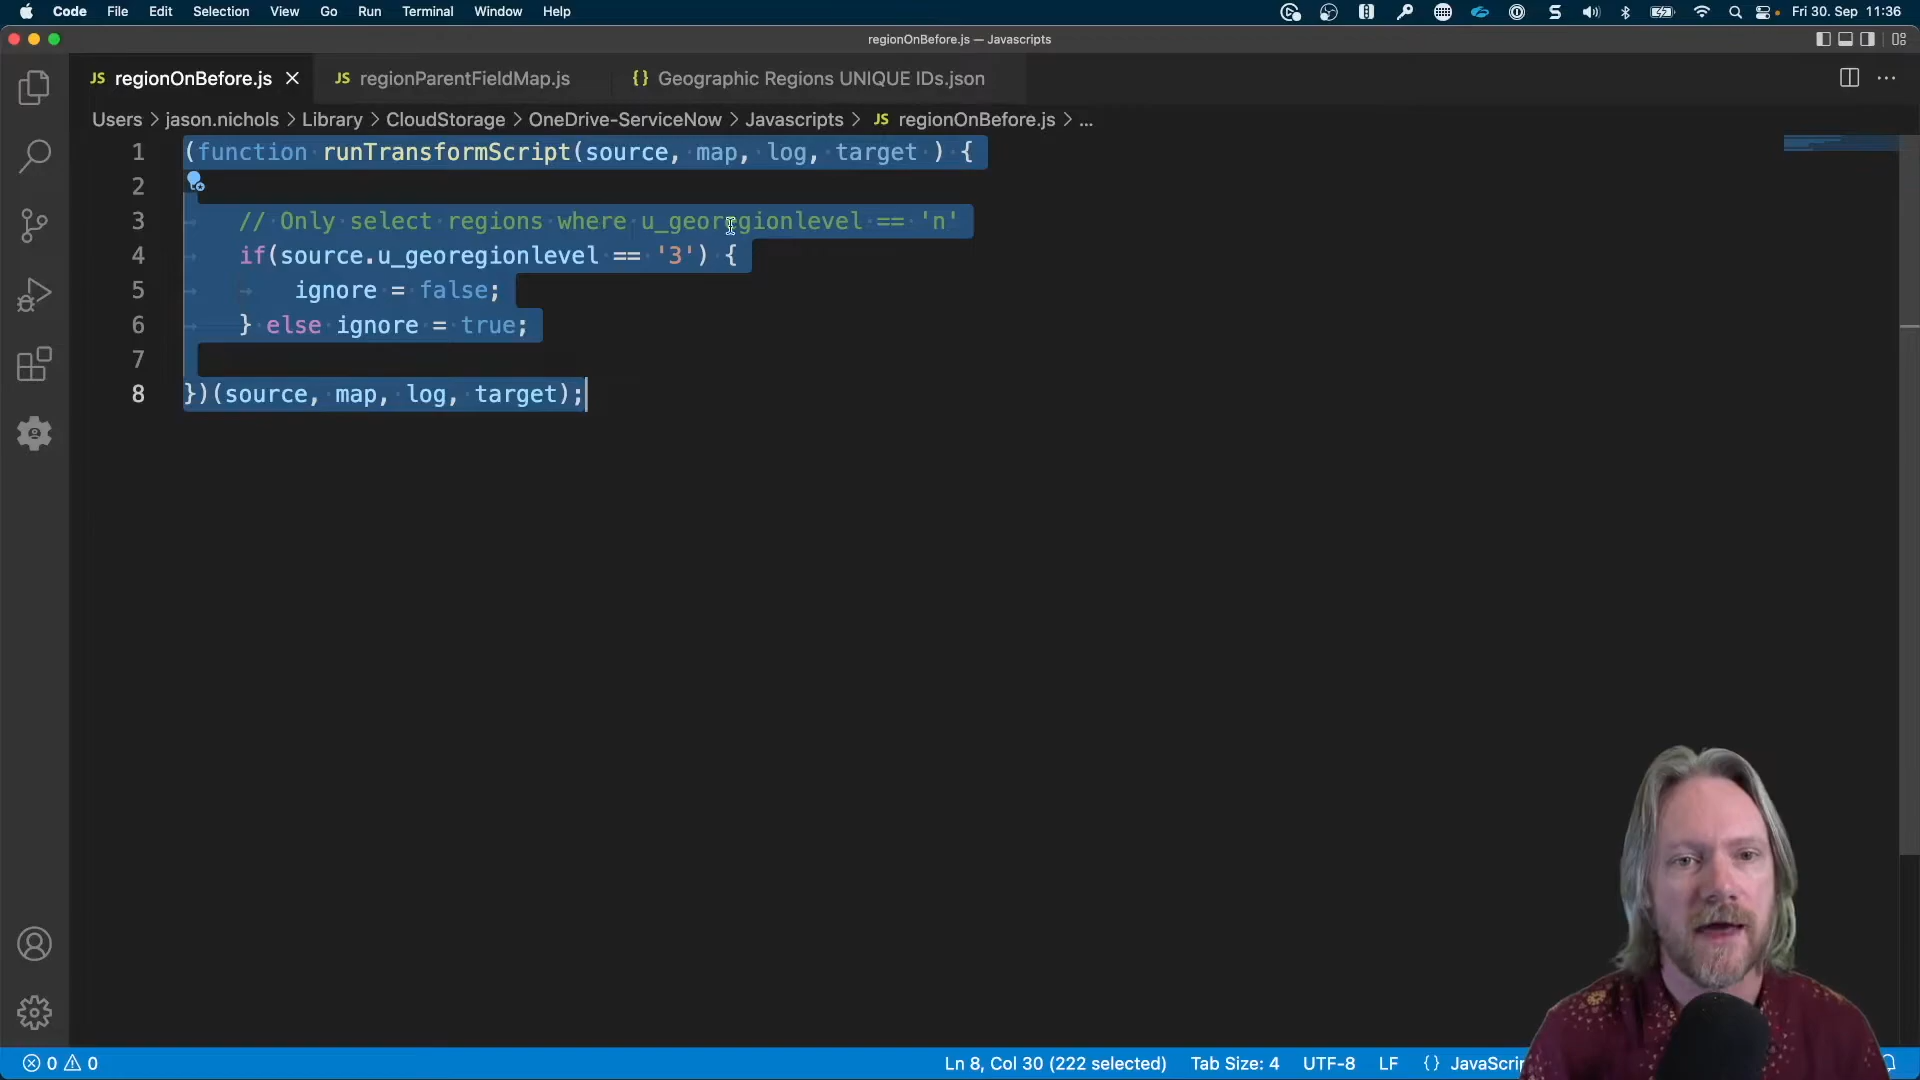 Code File Edit Selection View Go Run Terminal Window Help Fri 30. Sep 11:36
regionOnBefore.js — Javascripts
JS regionOnBefore.js JS regionParentFieldMap.js {} Geographic Regions UNIQUE IDs.json
Users > jason.nichols > Library > CloudStorage > OneDrive-ServiceNow > Javascripts > JS regionOnBefore.js > ...
1 (function runTransformScript(source, map, log, target ) {
2
3 // Only select regions where u_georegionlevel == 'n'
4 if(source.u_georegionlevel == '3') {
5 ignore = false;
6 } else ignore = true;
7
8 })(source, map, log, target);
0 0 Ln 8, Col 30 (222 selected) Tab Size: 4 UTF-8 LF {} JavaScrip